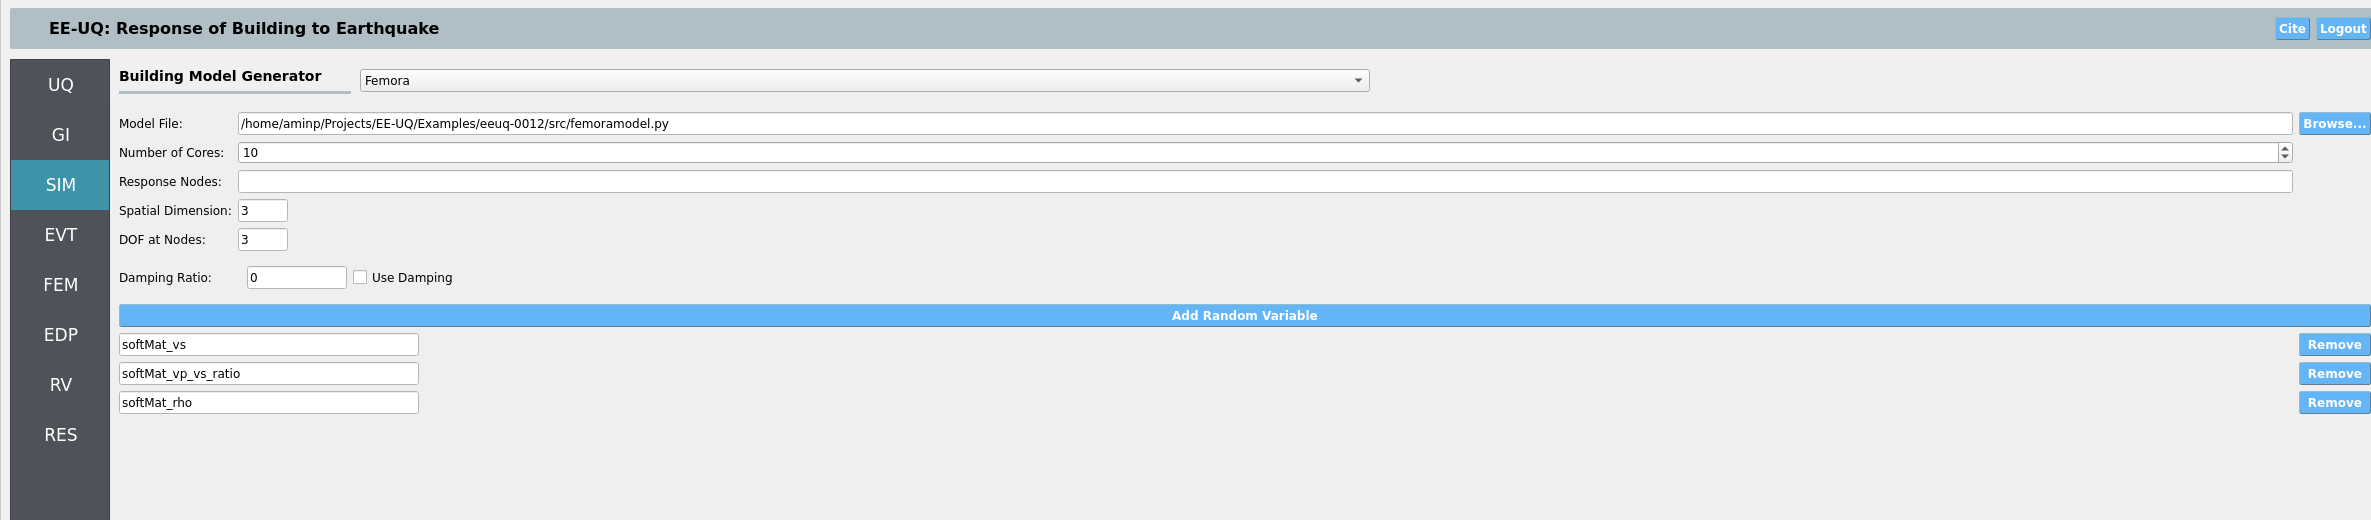 EE-UQ: Response of Building to Earthquake
Cite
Logout
UQ
GI
SIM
EVT
FEM
EDP
RV
RES
Building Model Generator
Femora
Model File:
/home/aminp/Projects/EE-UQ/Examples/eeuq-0012/src/femoramodel.py
Browse...
Number of Cores:
10
Response Nodes:
Spatial Dimension:
3
DOF at Nodes:
3
Damping Ratio:
0
Use Damping
Add Random Variable
softMat_vs
Remove
softMat_vp_vs_ratio
Remove
softMat_rho
Remove